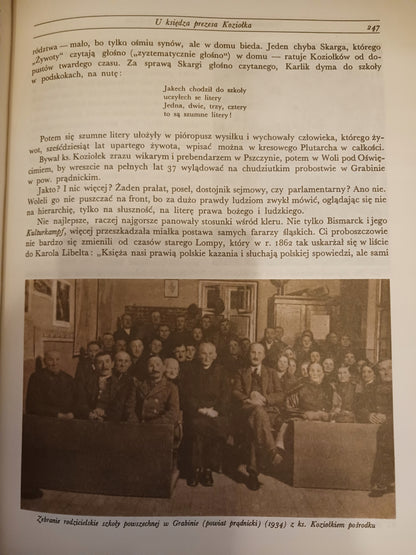 U księdza prezesa Koziołka
247
rództwa — mało, bo tylko ośmiu synów, ale w domu bieda. Jeden chyba Skarga, którego
„Żywoty” czytają głośno („zyztematycznie głośno”) w domu — ratuje Koziołków od do-
pustów twardego czasu. Za sprawą Skargi głośno czytanego, Karlik dyma do szkoły
w podskokach, na nutę:
Jakech chodził do szkoły
uczyłech se litery
Jedna, dwie, trzy, cztery
to są szumne litery!
Potem się szumne litery ułożyły w pióropusz wysiłku i wychowały człowieka, którego ży-
wot, sześćdziesiąt lat upartego żywota, wpisać można w kresowego Plutarcha w całkości.
Bywał ks. Koziołek zrazu wikarym i prebendarzem w Pszczynie, potem w Woli pod Oświę-
cimiem, by wreszcie na pełnych lat 37 wylądować na chudziutkim probostwie w Grabinie
w pow. prądnickim.
Jakto? I nic więcej? Żaden prałat, poseł, dostojnik sejmowy, czy parlamentarny? Ano nie.
Woleli go nie puszczać na front, bo za dużo prawdy ludziom zwykł mówić, oglądając się nie
na hierarchię, tylko na słuszność, na literę prawa bożego i ludzkiego.
Nie najlepsze, raczej najgorsze panowały stosunki wśród kleru. Nie tylko Bismarck i jego
Kulturkampf, więcej przeszkadzała miałka postawa samych fararzy śląskich. Ci proboszczowie
nie bardzo się zmienili od czasów starego Lompy, który w r. 1862 tak uskarżał się w liście
do Karola Libelta: „Księża nasi prawią polskie kazania i słuchają polskiej spowiedzi, ale sami
Zebranie rodzicielskie szkoły powszechnej w Grabinie (powiat prądnicki) (1934) z ks. Koziołkiem pośrodku